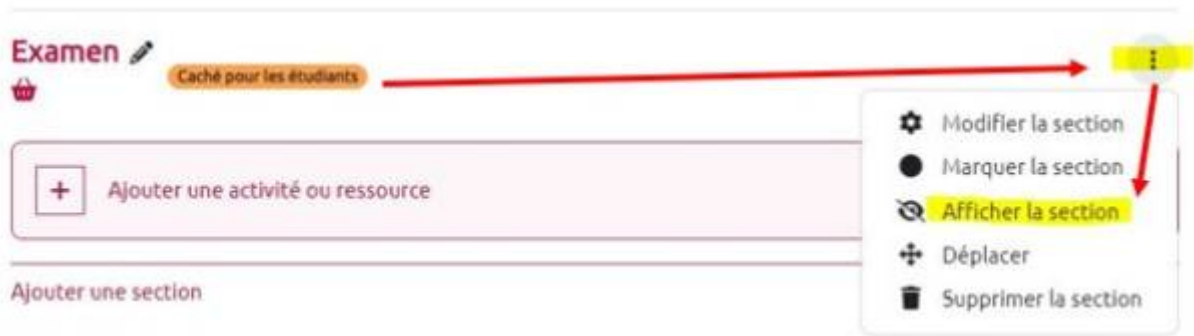 Examen
Caché pour les étudiants
Modifier la section
Ajouter une activité ou ressource
Marquer la section
Afficher la section
Déplacer
Ajouter une section
Supprimer la section